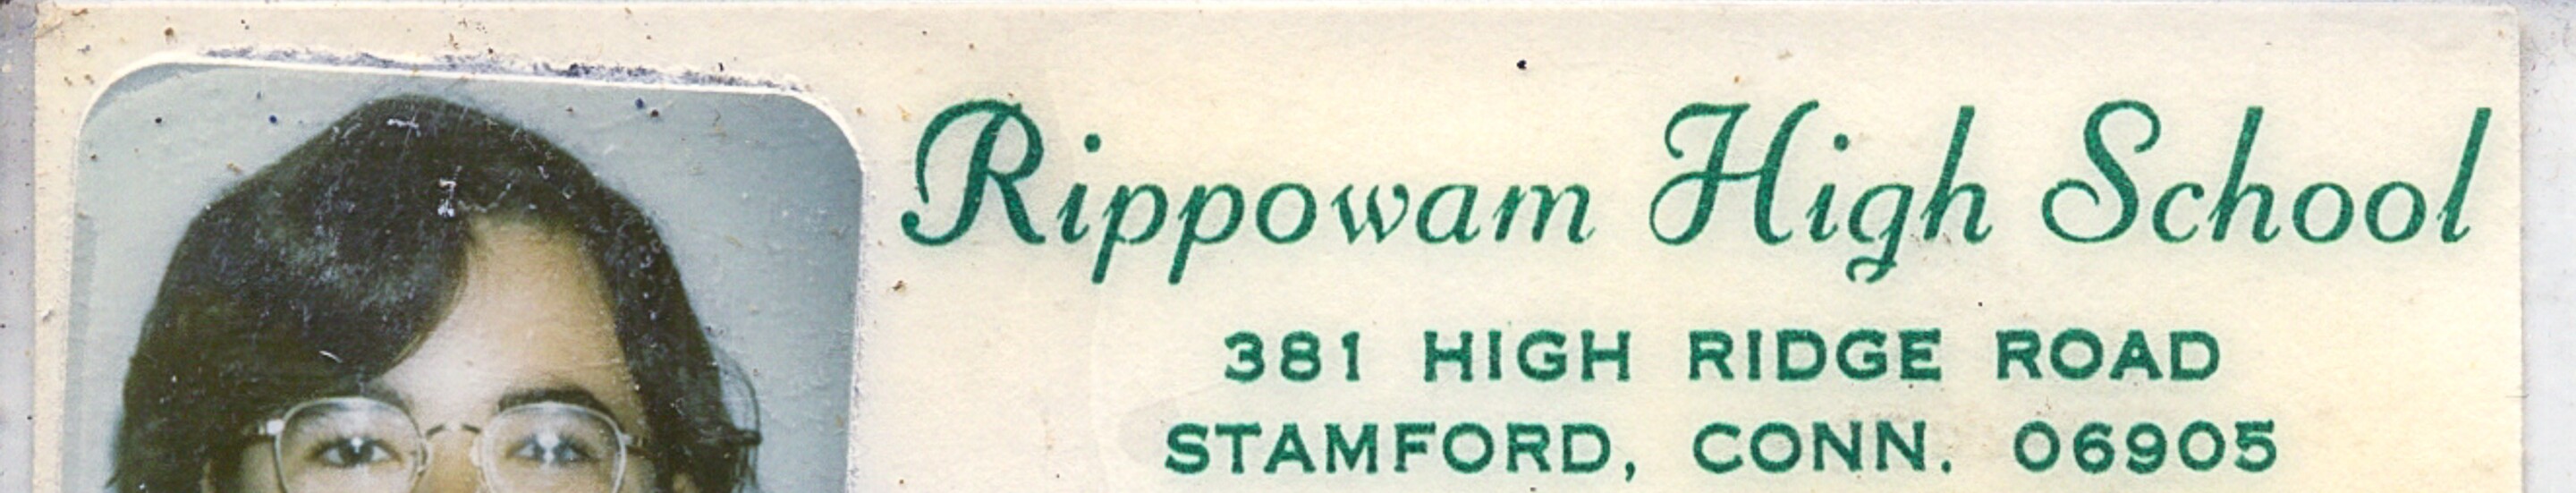 Rippowam High School
381 HIGH RIDGE ROAD
STAMFORD, CONN. 06905